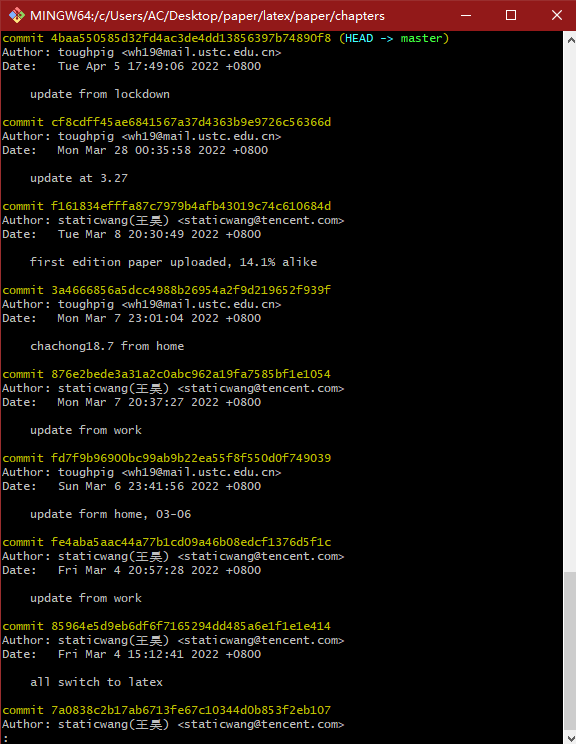 MINGW64:/c/Users/AC/Desktop/paper/latex/paper/chapters
commit 4baa550585d32fd4ac3de4dd13856397b74890f8 (HEAD -> master)
Author: toughpig <wh19@mail.ustc.edu.cn>
Date:   Tue Apr 5 17:49:06 2022 +0800
update from lockdown
commit cf8cdff45ae6841567a37d4363b9e9726c56366d
Author: toughpig <wh19@mail.ustc.edu.cn>
Date:   Mon Mar 28 00:35:58 2022 +0800
update at 3.27
commit f161834efffa87c7979b4afb43019c74c610684d
Author: staticwang(王昊) <staticwang@tencent.com>
Date:   Tue Mar 8 20:30:49 2022 +0800
first edition paper uploaded, 14.1% alike
commit 3a4666856a5dcc4988b26954a2f9d219652f939f
Author: toughpig <wh19@mail.ustc.edu.cn>
Date:   Mon Mar 7 23:01:04 2022 +0800
chachong18.7 from home
commit 876e2bede3a31a2c0abc962a19fa7585bf1e1054
Author: staticwang(王昊) <staticwang@tencent.com>
Date:   Mon Mar 7 20:37:27 2022 +0800
update from work
commit fd7f9b96900bc99ab9b22ea55f8f550d0f749039
Author: toughpig <wh19@mail.ustc.edu.cn>
Date:   Sun Mar 6 23:41:56 2022 +0800
update form home, 03-06
commit fe4aba5aac44a77b1cd09a46b08edcf1376d5f1c
Author: staticwang(王昊) <staticwang@tencent.com>
Date:   Fri Mar 4 20:57:28 2022 +0800
update from work
commit 85964e5d9eb6df6f7165294dd485a6e1f1e1e414
Author: staticwang(王昊) <staticwang@tencent.com>
Date:   Fri Mar 4 15:12:41 2022 +0800
all switch to latex
commit 7a0838c2b17ab6713fe67c10344d0b853f2eb107
Author: staticwang(王昊) <staticwang@tencent.com>
: